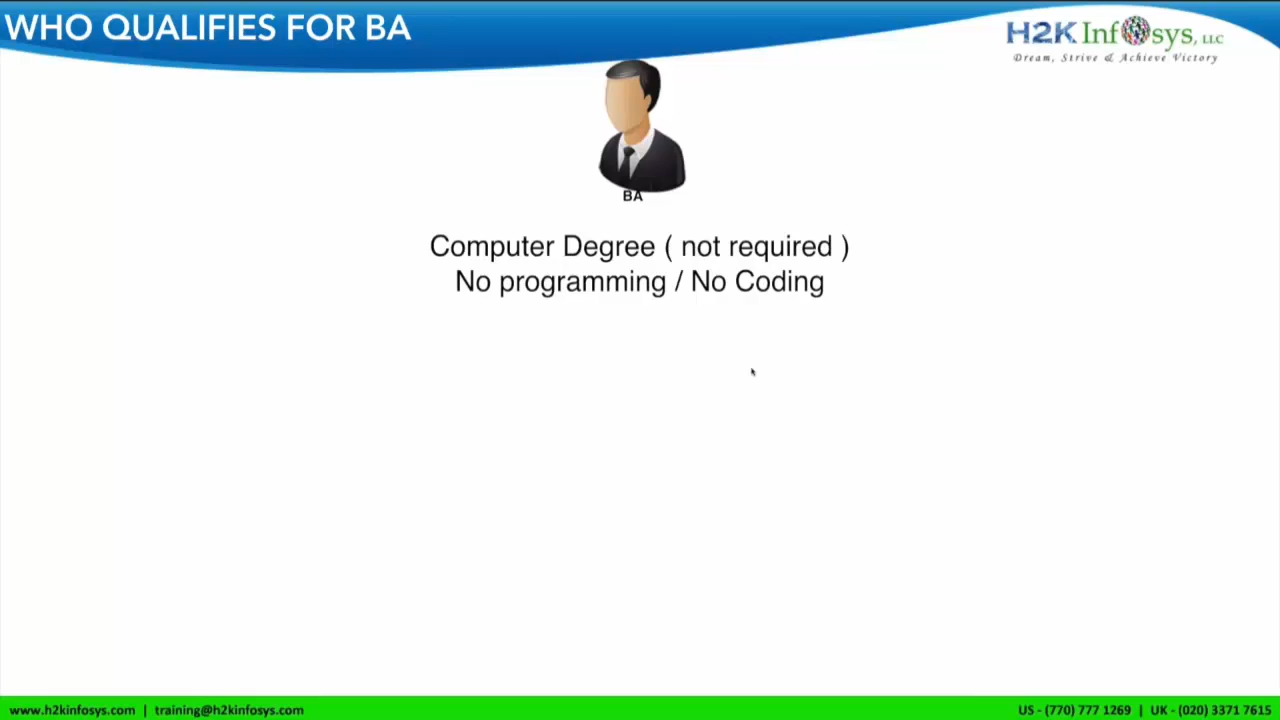 WHO QUALIFIES FOR BA
H2K Infosys, LLC
Dream, Strive & Achieve Victory
BA
Computer Degree ( not required )
No programming / No Coding
www.h2kinfosys.com | training@h2kinfosys.com
US - (770) 777 1269 | UK - (020) 3371 7615